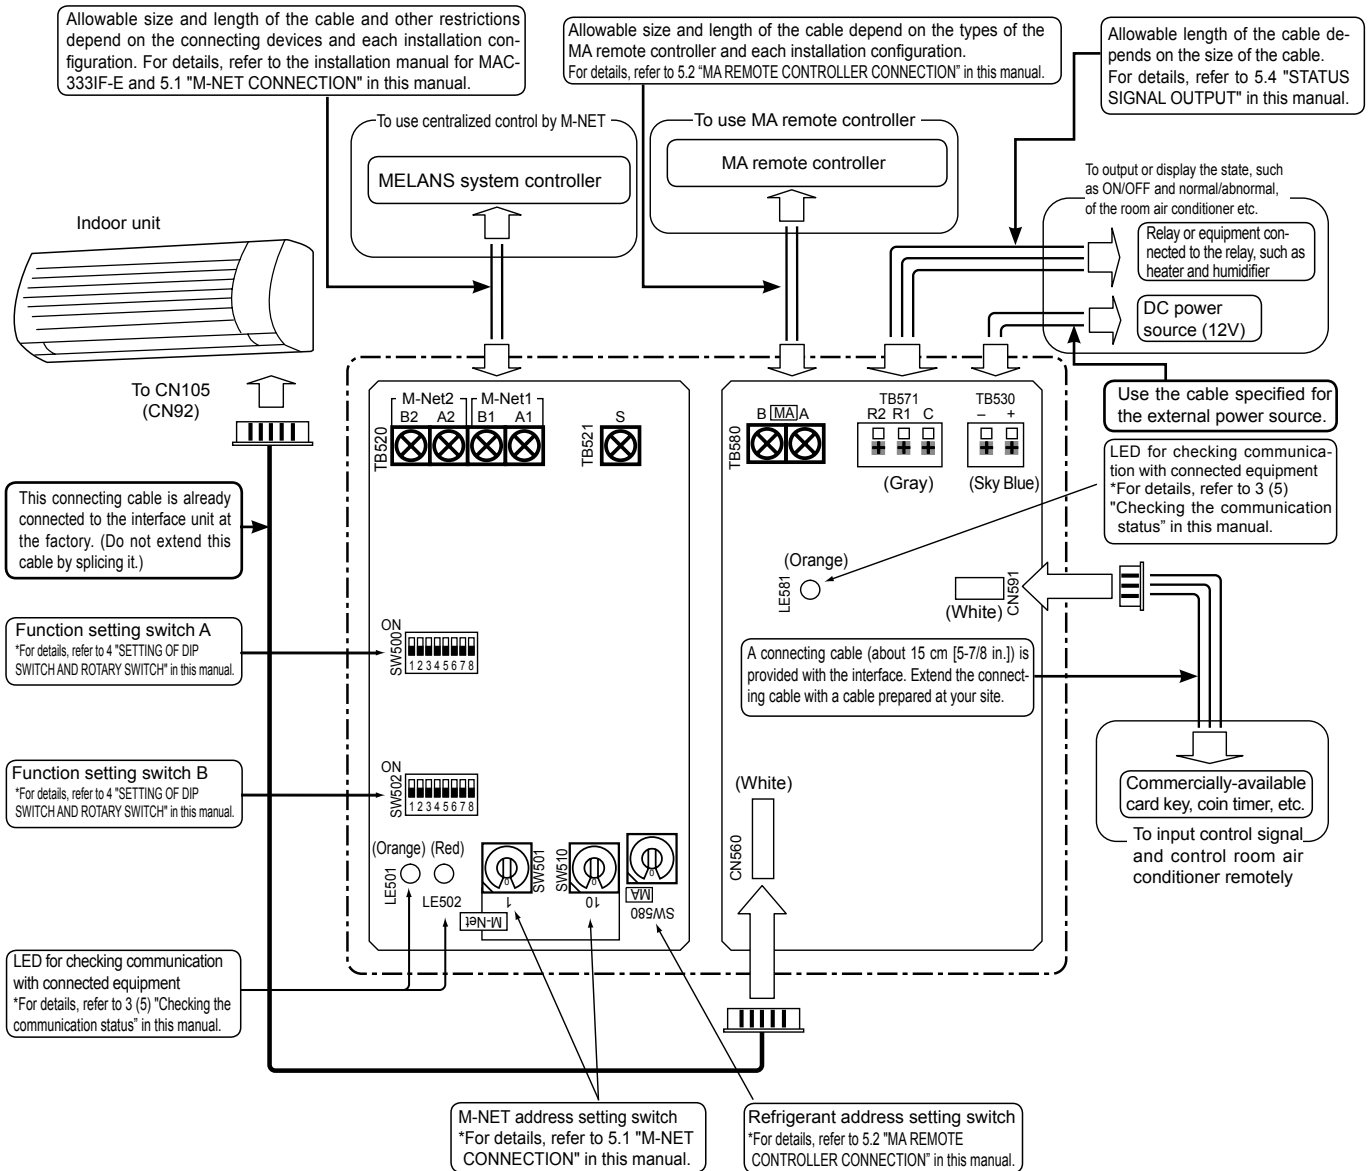 Allowable size and length of the cable and other restrictions
depend on the connecting devices and each installation con-
figuration. For details, refer to the installation manual for MAC-
333IF-E and 5.1 "M-NET CONNECTION" in this manual.
Allowable size and length of the cable depend on the types of the
MA remote controller and each installation configuration.
For details, refer to 5.2 “MA REMOTE CONTROLLER CONNECTION” in this manual.
Allowable length of the cable de-
pends on the size of the cable.
For details, refer to 5.4 "STATUS
SIGNAL OUTPUT" in this manual.
To use centralized control by M-NET
MELANS system controller
To use MA remote controller
MA remote controller
To output or display the state, such
as ON/OFF and normal/abnormal,
of the room air conditioner etc.
Relay or equipment con-
nected to the relay, such as
heater and humidifier
DC power
source (12V)
Use the cable specified for
the external power source.
Indoor unit
To CN105
(CN92)
This connecting cable is already
connected to the interface unit at
the factory. (Do not extend this
cable by splicing it.)
M-Net2
M-Net1
B2 A2 B1 A1
TB520
S
TB521
B MA A
TB580
TB571
R2 R1 C
(Gray)
TB530
– +
(Sky Blue)
LED for checking communica-
tion with connected equipment
*For details, refer to 3 (5)
"Checking the communication
status” in this manual.
(Orange)
LE581
(White)
CN591
A connecting cable (about 15 cm [5-7/8 in.]) is
provided with the interface. Extend the connect-
ing cable with a cable prepared at your site.
Function setting switch A
*For details, refer to 4 "SETTING OF DIP
SWITCH AND ROTARY SWITCH" in this manual.
ON
SW500
1 2 3 4 5 6 7 8
Function setting switch B
*For details, refer to 4 "SETTING OF DIP
SWITCH AND ROTARY SWITCH" in this manual.
ON
SW502
1 2 3 4 5 6 7 8
Commercially-available
card key, coin timer, etc.
To input control signal
and control room air
conditioner remotely
(White)
CN560
(Orange)
(Red)
LE501
LE502
0
SW501
1
0
SW510
10
M-Net
0
MA
SW580
LED for checking communication
with connected equipment
*For details, refer to 3 (5) "Checking the
communication status” in this manual.
M-NET address setting switch
*For details, refer to 5.1 "M-NET
CONNECTION" in this manual.
Refrigerant address setting switch
*For details, refer to 5.2 "MA REMOTE
CONTROLLER CONNECTION” in this manual.